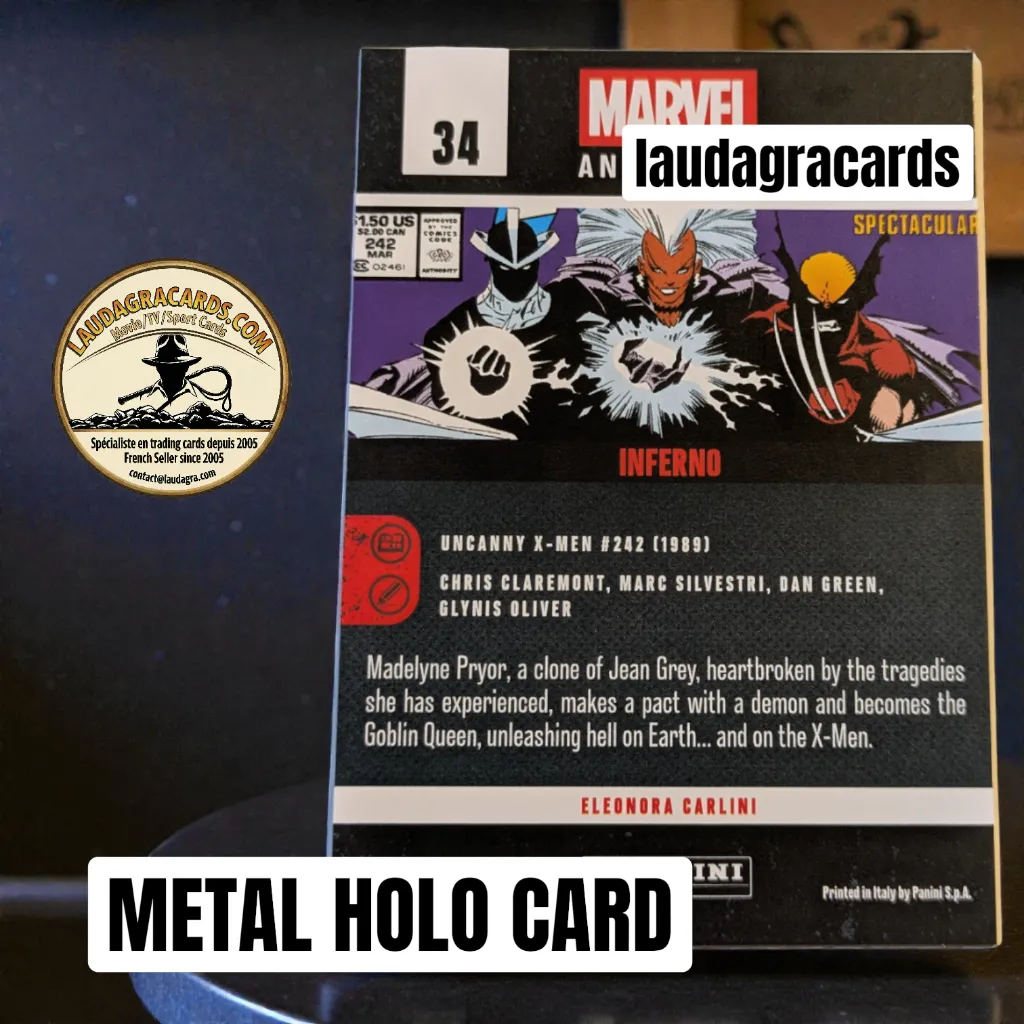 34
MARVEL
AN
laudagracards
1.50 US
$2.00 CAN
242
MAR
CC 02461
APPROVED
BY THE
COMICS
CODE
AUTHORITY
SPECTACULAR
LAUDAGRACARDS.COM
Movie/TV/Sport Cards
Spécialiste en trading cards depuis 2005
French Seller since 2005
contact@laudagra.com
INFERNO
UNCANNY X-MEN #242 (1989)
CHRIS CLAREMONT, MARC SILVESTRI, DAN GREEN,
GLYNIS OLIVER
Madelyne Pryor, a clone of Jean Grey, heartbroken by the tragedies
she has experienced, makes a pact with a demon and becomes the
Goblin Queen, unleashing hell on Earth... and on the X-Men.
ELEONORA CARLINI
INI
Printed in Italy by Panini S.p.A.
METAL HOLO CARD